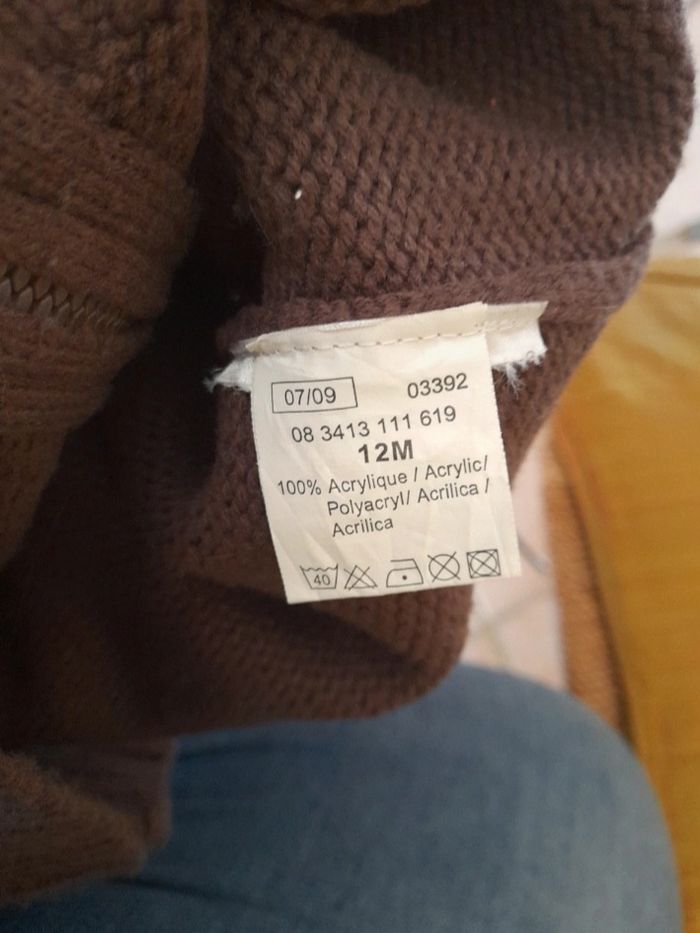 07/09 03392
08 3413 111 619
12M
100% Acrylique / Acrylic/
Polyacryl/ Acrilica /
Acrilica
40